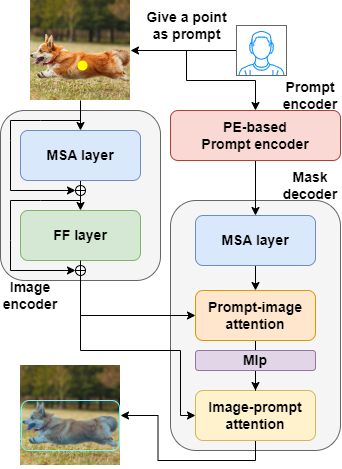 Give a point
as prompt
Prompt
encoder
PE-based
Prompt encoder
MSA layer
FF layer
Image
encoder
Mask
decoder
MSA layer
Prompt-image
attention
Mlp
Image-prompt
attention